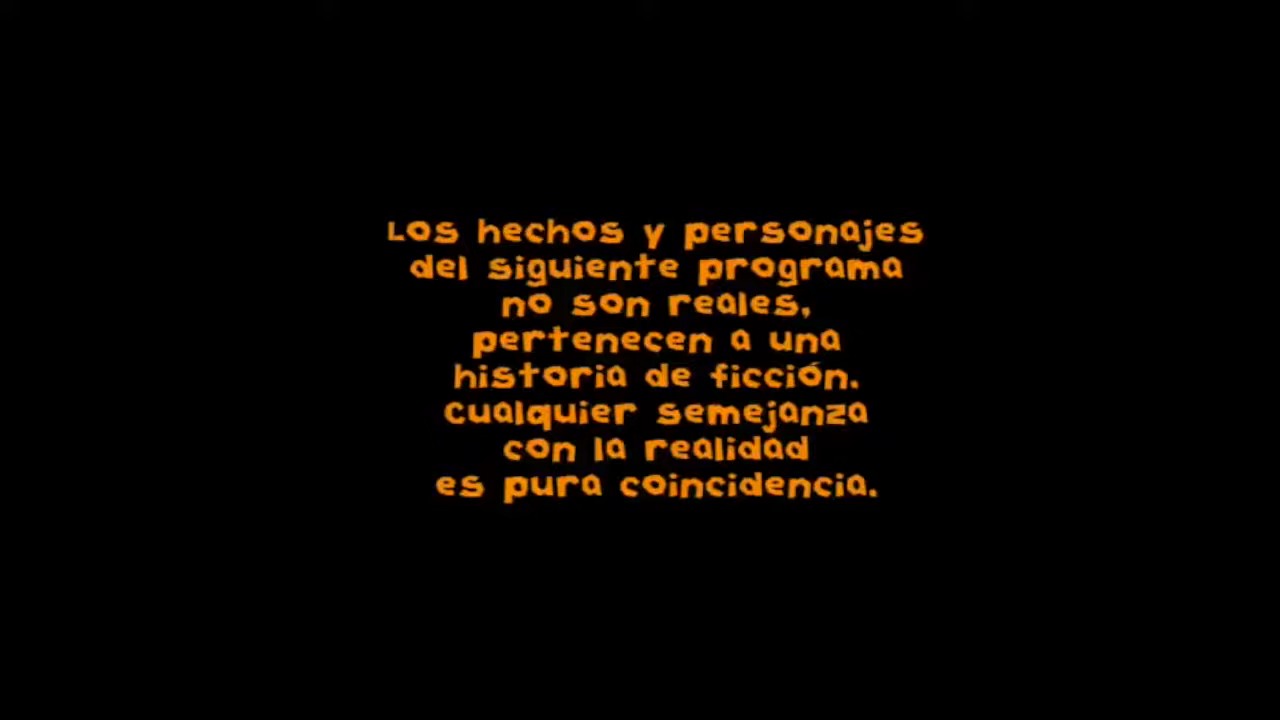 Los hechos y personajes
del siguiente programa
no son reales,
pertenecen a una
historia de ficción.
cualquier semejanza
con la realidad
es pura coincidencia.